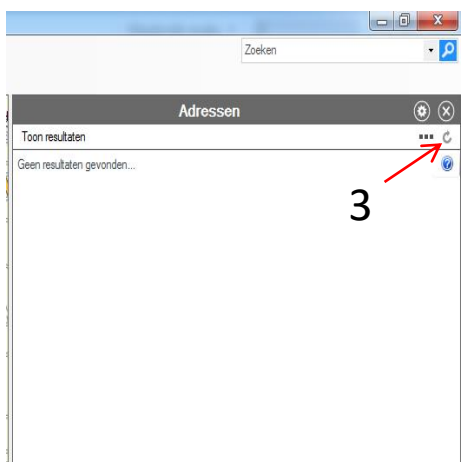 Zoeken
Adressen
Toon resultaten
Geen resultaten gevonden...
3